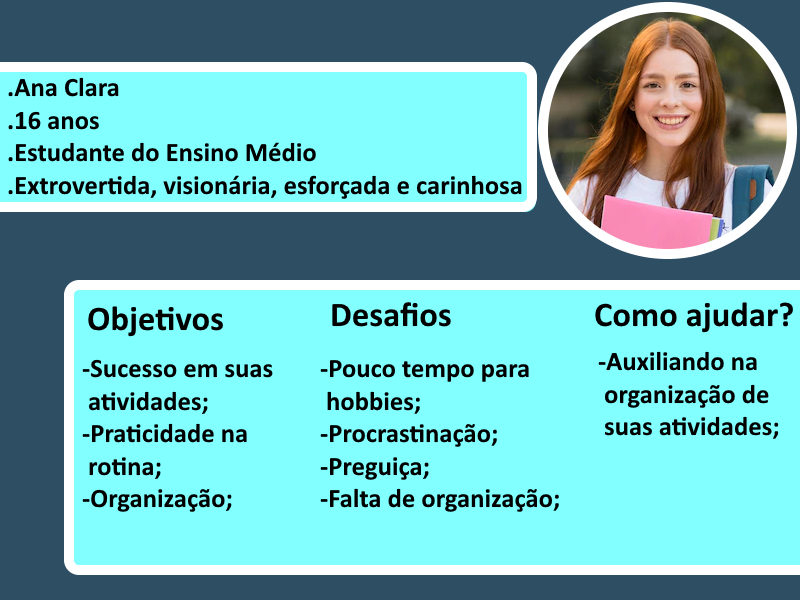 .Ana Clara
.16 anos
.Estudante do Ensino Médio
.Extrovertida, visionária, esforçada e carinhosa
Objetivos
-Sucesso em suas
atividades;
-Praticidade na
rotina;
-Organização;
Desafios
-Pouco tempo para
hobbies;
-Procrastinação;
-Preguiça;
-Falta de organização;
Como ajudar?
-Auxiliando na
organização de
suas atividades;